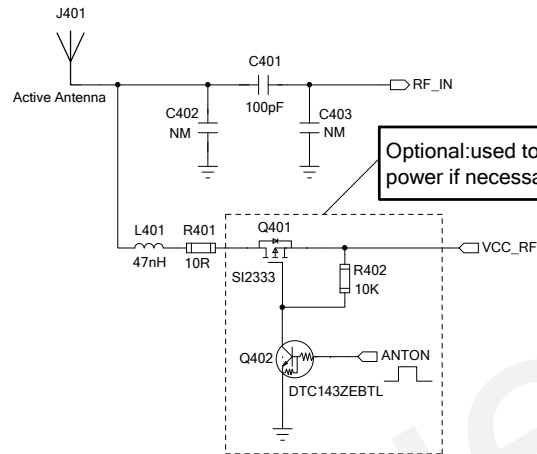 J401
Active Antenna
C401
100pF
RF_IN
C402
NM
C403
NM
Optional:used to
power if
L401
47nH
R401
10R
Q401
SI2333
VCC_RF
R402
10K
Q402
ANTON
DTC143ZEBTL